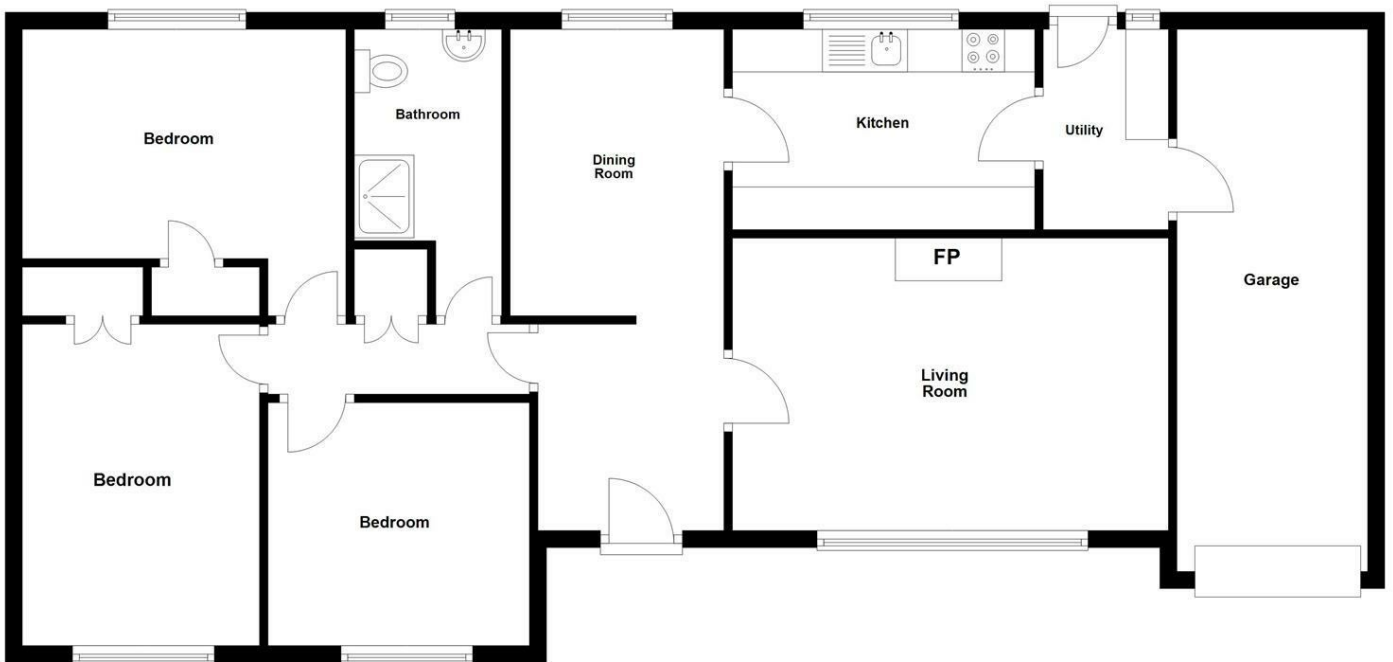 Bedroom
Bathroom
Dining
Room
Kitchen
Utility
FP
Garage
Living
Room
Bedroom
Bedroom